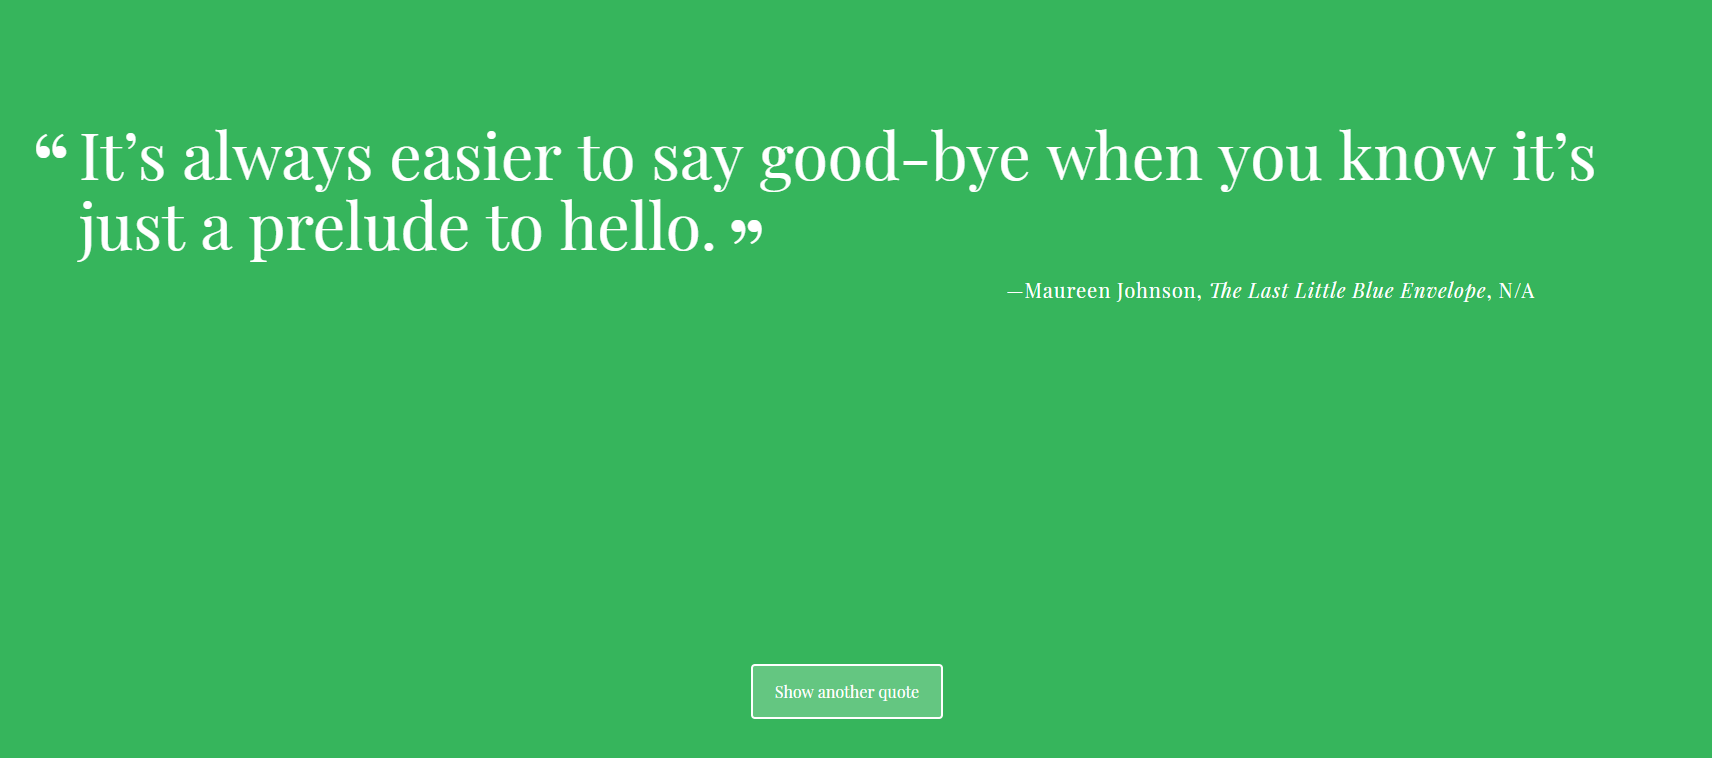 “ It’s always easier to say good-bye when you know it’s
just a prelude to hello. ”
—Maureen Johnson, The Last Little Blue Envelope, N/A
Show another quote